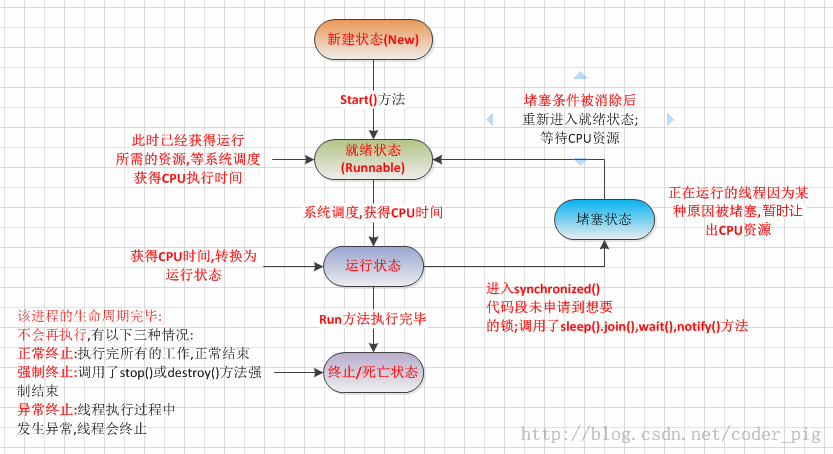 新建状态(New)
Start()方法
堵塞条件被消除后
重新进入就绪状态;
等待CPU资源
此时已经获得运行
所需的资源,等系统调度
获得CPU执行时间
就绪状态
(Runnable)
正在运行的线程因为某
种原因被堵塞,暂时让
出CPU资源
堵塞状态
系统调度,获得CPU时间
获得CPU时间,转换为
运行状态
运行状态
进入synchronized()
代码段未申请到想要
的锁;调用了sleep().join(),wait(),notify()方法
Run方法执行完毕
该进程的生命周期完毕:
不会再执行,有以下三种情况:
正常终止:执行完所有的工作,正常结束
强制终止:调用了stop()或destroy()方法强
制结束
异常终止:线程执行过程中
发生异常,线程会终止
终止/死亡状态
http://blog.csdn.net/coder_pig